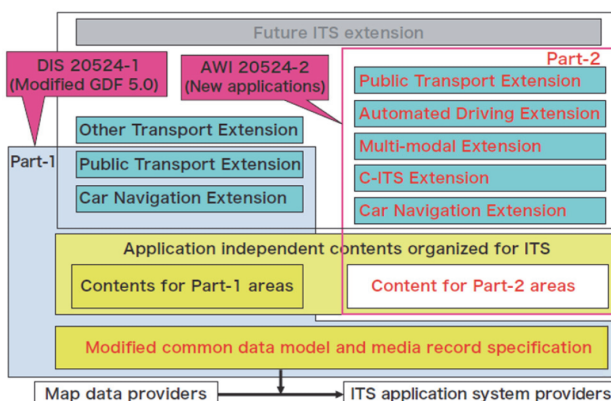 Future ITS extension
DIS 20524-1
(Modified GDF 5.0)
AWI 20524-2
(New applications)
Part-2
Public Transport Extension
Automated Driving Extension
Multi-modal Extension
C-ITS Extension
Car Navigation Extension
Other Transport Extension
Part-1
Public Transport Extension
Car Navigation Extension
Application independent contents organized for ITS
Contents for Part-1 areas
Content for Part-2 areas
Modified common data model and media record specification
Map data providers
ITS application system providers